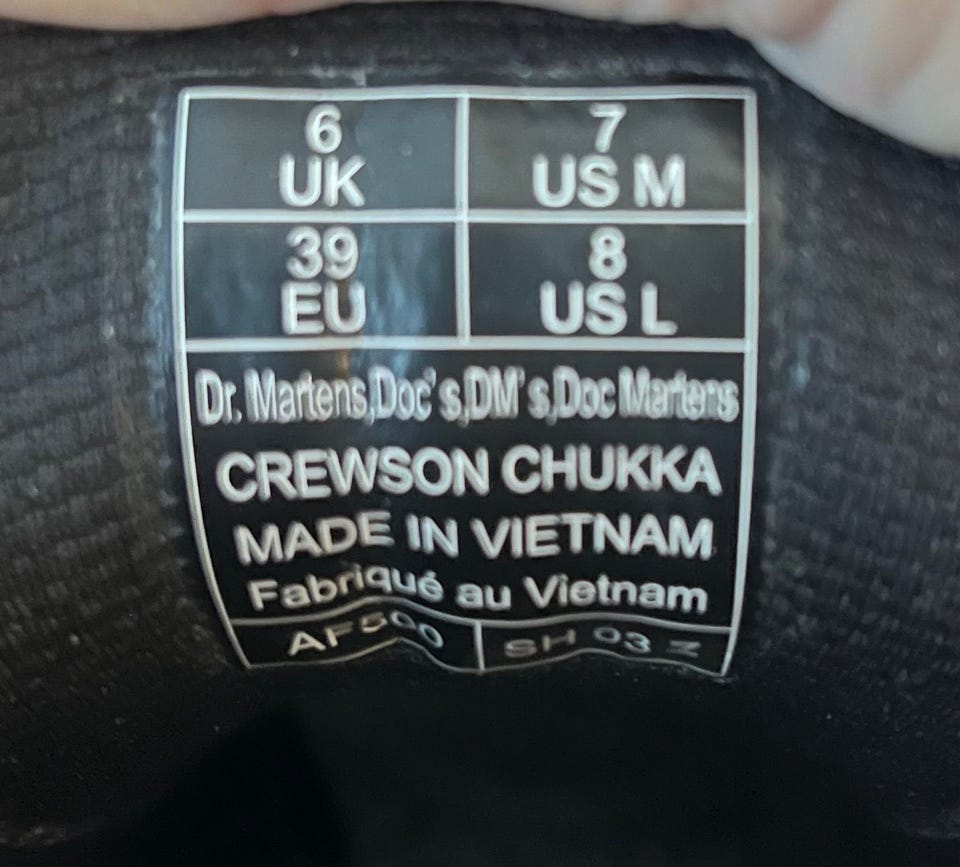 6 UK
7 US M
39 EU
8 US L
Dr. Martens,Doc's,DM's,Doc Martens
CREWSON CHUKKA
MADE IN VIETNAM
Fabriqué au Vietnam
AF500
SH 03 Z